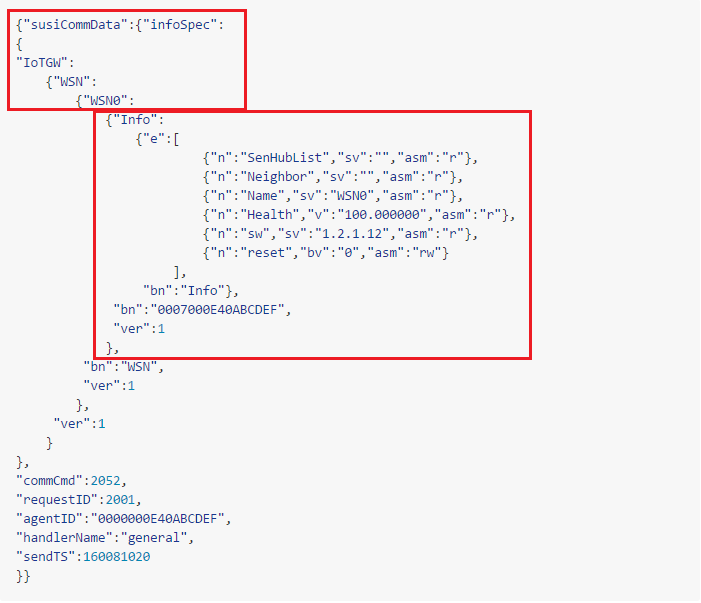 {"susiCommData":{"infoSpec":
{
"IoTGW":
{"WSN":
{"WSN0":
{"Info":
{"e":[
{"n":"SenHubList","sv":"","asm":"r"},
{"n":"Neighbor","sv":"","asm":"r"},
{"n":"Name","sv":"WSN0","asm":"r"},
{"n":"Health","v":"100.000000","asm":"r"},
{"n":"sw","sv":"1.2.1.12","asm":"r"},
{"n":"reset","bv":"0","asm":"rw"}
],
"bn":"Info"},
"bn":"0007000E40ABCDEF",
"ver":1
},
"bn":"WSN",
"ver":1
},
"ver":1
}
},
"commCmd":2052,
"requestID":2001,
"agentID":"0000000E40ABCDEF",
"handlerName":"general",
"sendTS":160081020
}}